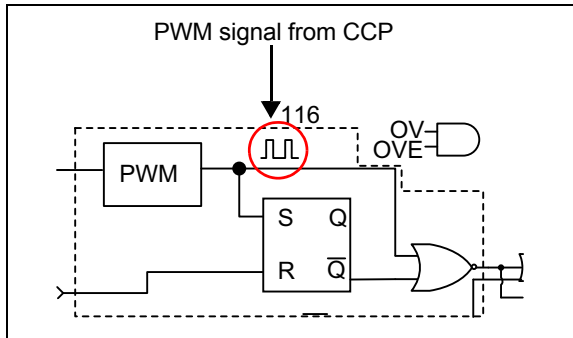 PWM signal from CCP
116
OV
OVE
PWM
S Q
R Q̅